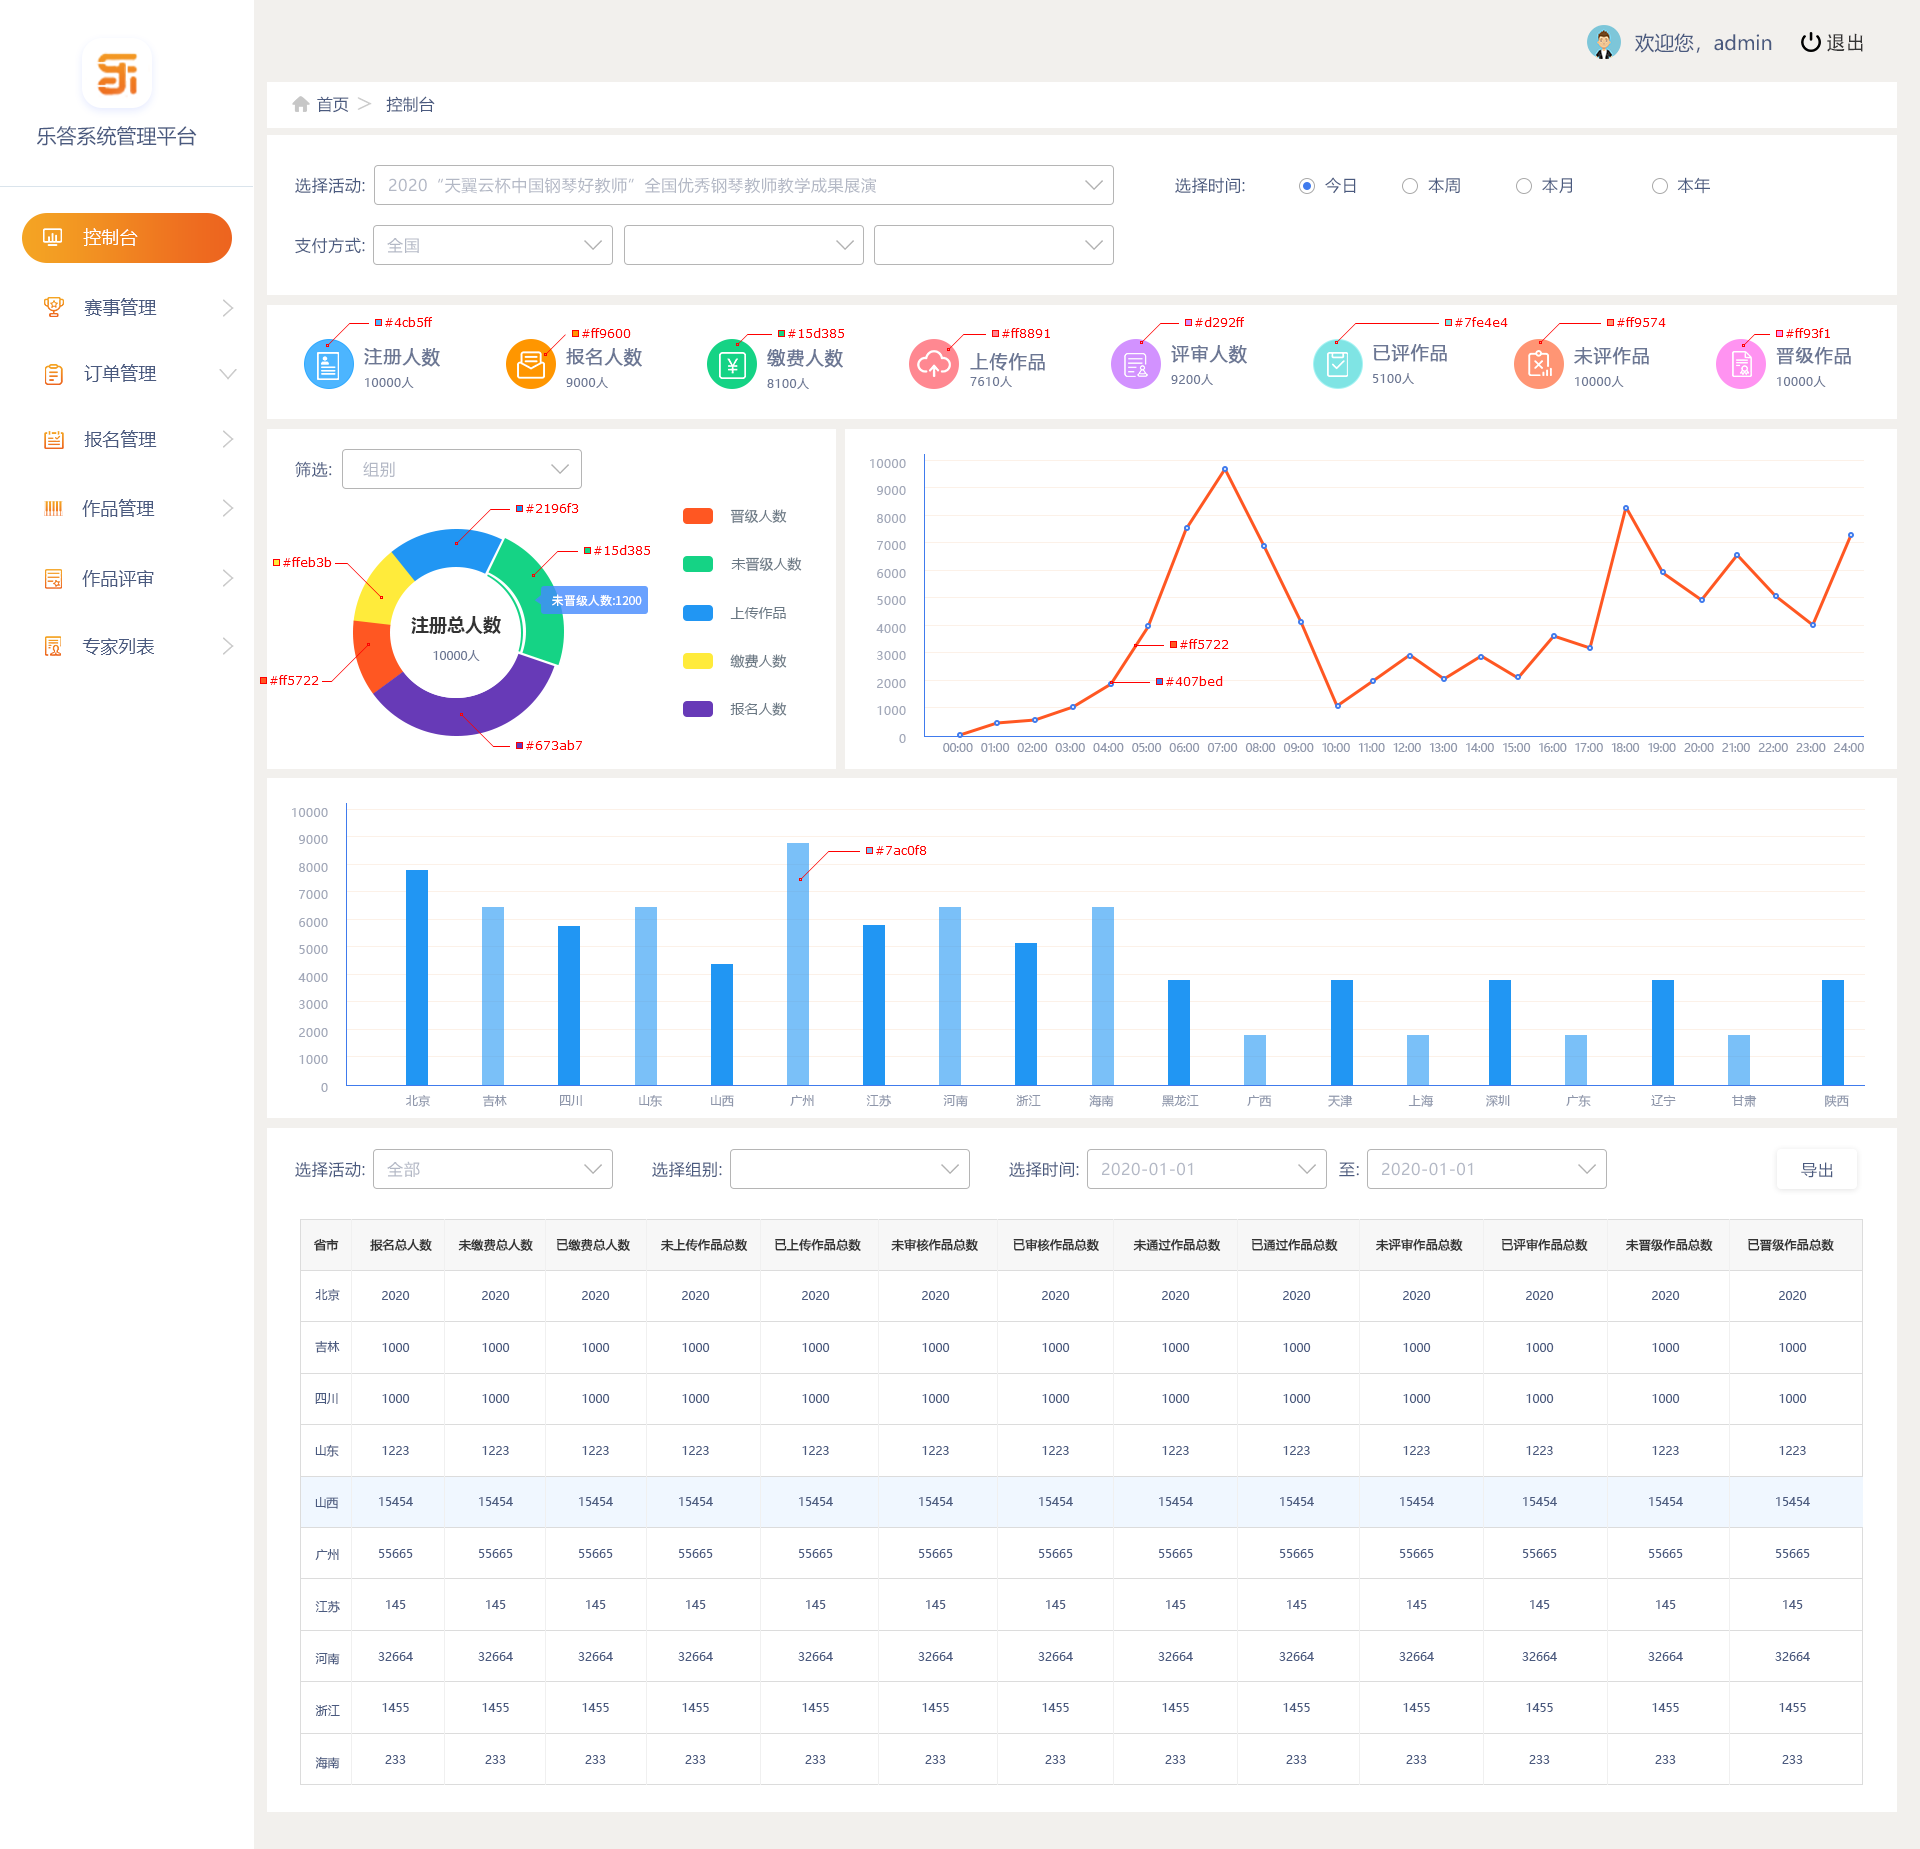 欢迎您，admin
退出
乐答系统管理平台
首页 > 控制台
控制台
赛事管理
订单管理
报名管理
作品管理
作品评审
专家列表
选择活动: 2020“天翼云杯中国钢琴好教师”全国优秀钢琴教师教学成果展演
选择时间: 今日 本周 本月 本年
支付方式: 全国
#4cb5ff
注册人数
10000人
#ff9600
报名人数
9000人
#15d385
缴费人数
8100人
#ff8891
上传作品
7610人
#d292ff
评审人数
9200人
#7fe4e4
已评作品
5100人
#ff9574
未评作品
10000人
#ff93f1
晋级作品
10000人
筛选: 组别
#2196f3
#15d385
#ffeb3b
未晋级人数:1200
注册总人数
10000人
#ff5722
#673ab7
晋级人数
未晋级人数
上传作品
缴费人数
报名人数
10000
9000
8000
7000
6000
5000
4000
3000
2000
1000
0
#ff5722
#407bed
00:00 01:00 02:00 03:00 04:00 05:00 06:00 07:00 08:00 09:00 10:00 11:00 12:00 13:00 14:00 15:00 16:00 17:00 18:00 19:00 20:00 21:00 22:00 23:00 24:00
10000
9000
8000
7000
6000
5000
4000
3000
2000
1000
0
#7ac0f8
北京 吉林 四川 山东 山西 广州 江苏 河南 浙江 海南 黑龙江 广西 天津 上海 深圳 广东 辽宁 甘肃 陕西
选择活动: 全部 选择组别: 选择时间: 2020-01-01 至: 2020-01-01 导出
省市 报名总人数 未缴费总人数 已缴费总人数 未上传作品总数 已上传作品总数 未审核作品总数 已审核作品总数 未通过作品总数 已通过作品总数 未评审作品总数 已评审作品总数 未晋级作品总数 已晋级作品总数
北京 2020 2020 2020 2020 2020 2020 2020 2020 2020 2020 2020 2020 2020
吉林 1000 1000 1000 1000 1000 1000 1000 1000 1000 1000 1000 1000 1000
四川 1000 1000 1000 1000 1000 1000 1000 1000 1000 1000 1000 1000 1000
山东 1223 1223 1223 1223 1223 1223 1223 1223 1223 1223 1223 1223 1223
山西 15454 15454 15454 15454 15454 15454 15454 15454 15454 15454 15454 15454 15454
广州 55665 55665 55665 55665 55665 55665 55665 55665 55665 55665 55665 55665 55665
江苏 145 145 145 145 145 145 145 145 145 145 145 145 145
河南 32664 32664 32664 32664 32664 32664 32664 32664 32664 32664 32664 32664 32664
浙江 1455 1455 1455 1455 1455 1455 1455 1455 1455 1455 1455 1455 1455
海南 233 233 233 233 233 233 233 233 233 233 233 233 233